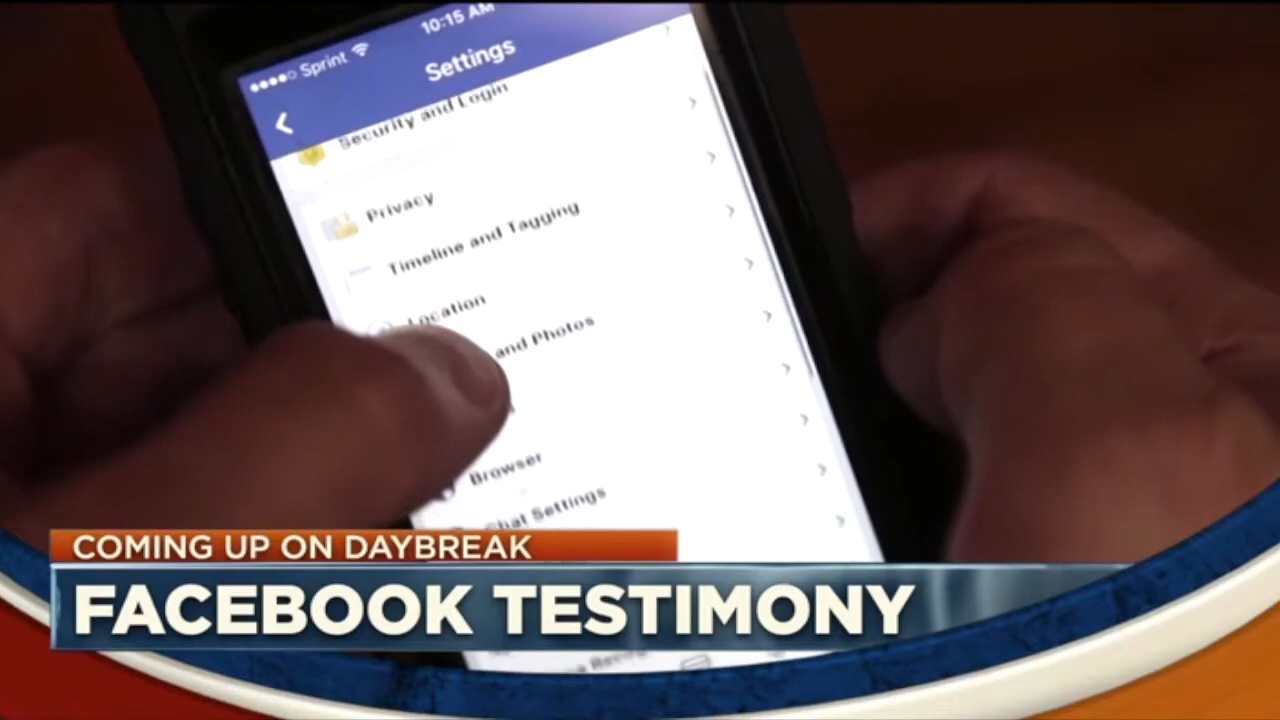 10:15 AM
Sprint
Settings
Security and Login
Privacy
Timeline and Tagging
Location
and Photos
Browser
Chat Settings
COMING UP ON DAYBREAK
FACEBOOK TESTIMONY